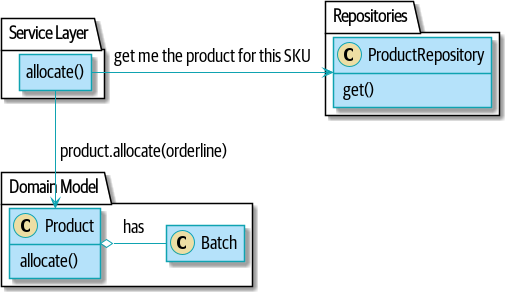 Service Layer
allocate()
get me the product for this SKU
Repositories
C ProductRepository
get()
product.allocate(orderline)
Domain Model
C Product
allocate()
has
C Batch